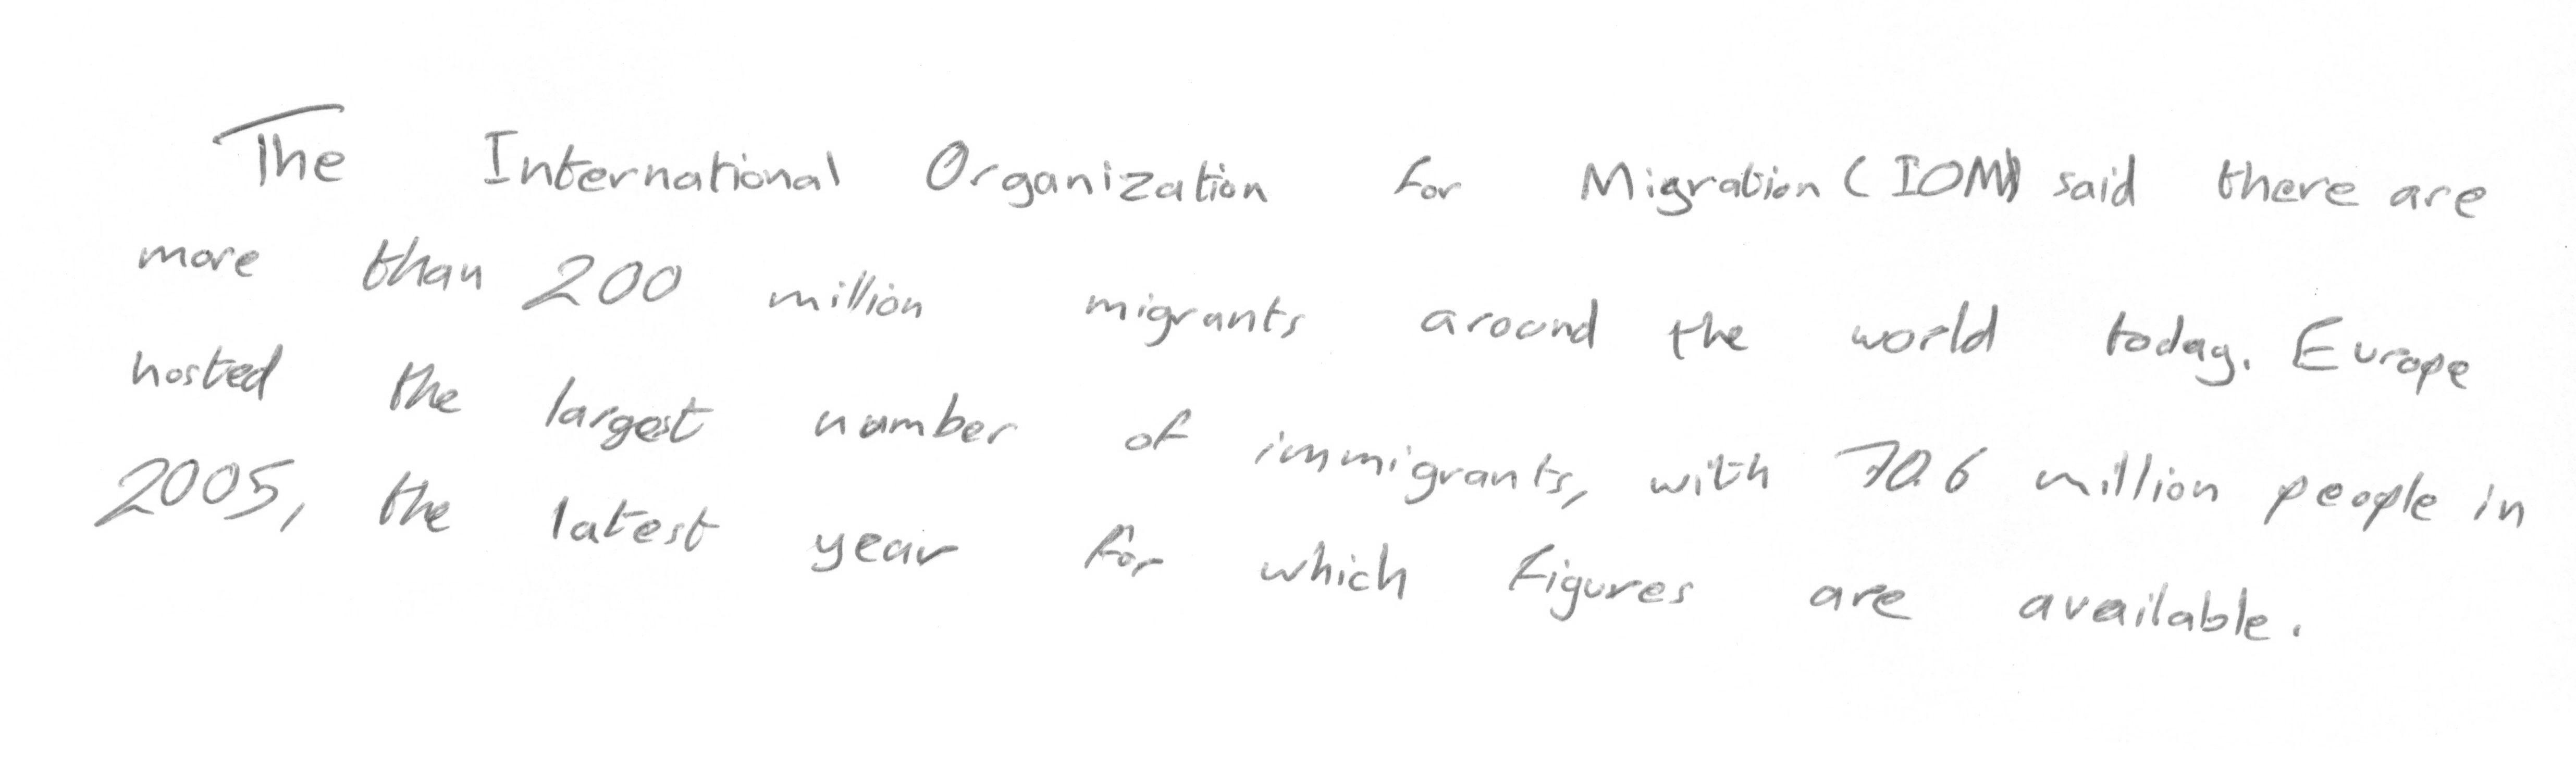 The International Organization for Migration (IOM) said there are
more than 200 million migrants around the world today. Europe
hosted the largest number of immigrants, with 70.6 million people in
2005, the latest year for which figures are available.